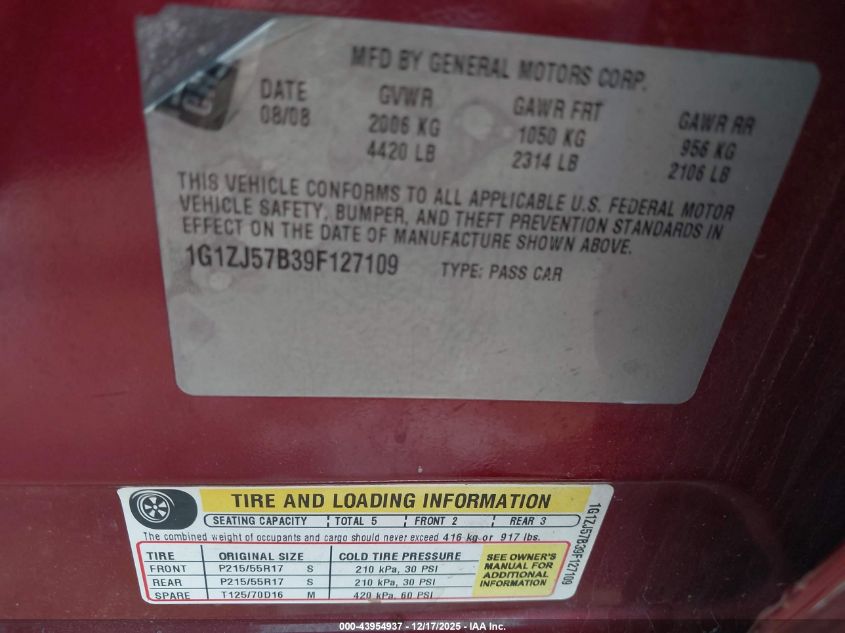 MFD BY GENERAL MOTORS CORP.
DATE GVWR GAWR FRT GAWR RR
08/08 2006 KG 1050 KG 956 KG
4420 LB 2314 LB 2106 LB
THIS VEHICLE CONFORMS TO ALL APPLICABLE U.S. FEDERAL MOTOR
VEHICLE SAFETY, BUMPER, AND THEFT PREVENTION STANDARDS IN
EFFECT ON THE DATE OF MANUFACTURE SHOWN ABOVE.
1G1ZJ57B39F127109 TYPE: PASS CAR
TIRE AND LOADING INFORMATION
SEATING CAPACITY TOTAL 5 FRONT 2 REAR 3
The combined weight of occupants and cargo should never exceed 416 kg or 917 lbs.
TIRE ORIGINAL SIZE COLD TIRE PRESSURE
FRONT P215/55R17 S 210 kPa, 30 PSI
REAR P215/55R17 S 210 kPa, 30 PSI
SPARE T125/70D16 M 420 kPa, 60 PSI
SEE OWNER'S
MANUAL FOR
ADDITIONAL
INFORMATION
1G1ZJ57B39F127109
000-43954937 - 12/17/2025 - IAA Inc.